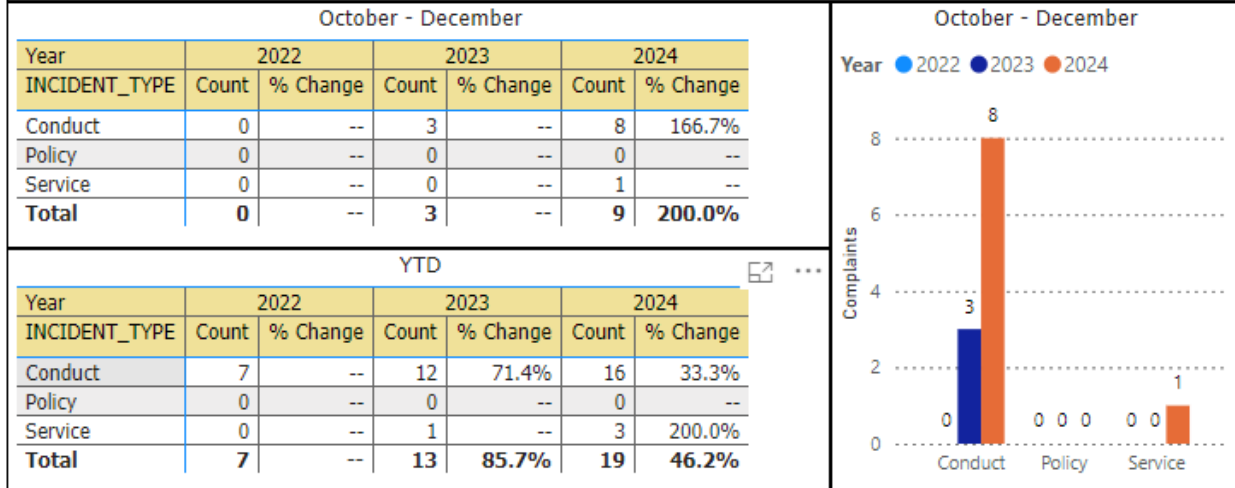 October - December
Year 2022 2023 2024
INCIDENT_TYPE Count % Change Count % Change Count % Change
Conduct 0 -- 3 -- 8 166.7%
Policy 0 -- 0 -- 0 --
Service 0 -- 0 -- 1 --
Total 0 -- 3 -- 9 200.0%
YTD
Year 2022 2023 2024
INCIDENT_TYPE Count % Change Count % Change Count % Change
Conduct 7 -- 12 71.4% 16 33.3%
Policy 0 -- 0 -- 0 --
Service 0 -- 1 -- 3 200.0%
Total 7 -- 13 85.7% 19 46.2%
October - December
Year 2022 2023 2024
Complaints
8
8
6
4
3
2
1
0 0 0 0 0 0
0
Conduct Policy Service